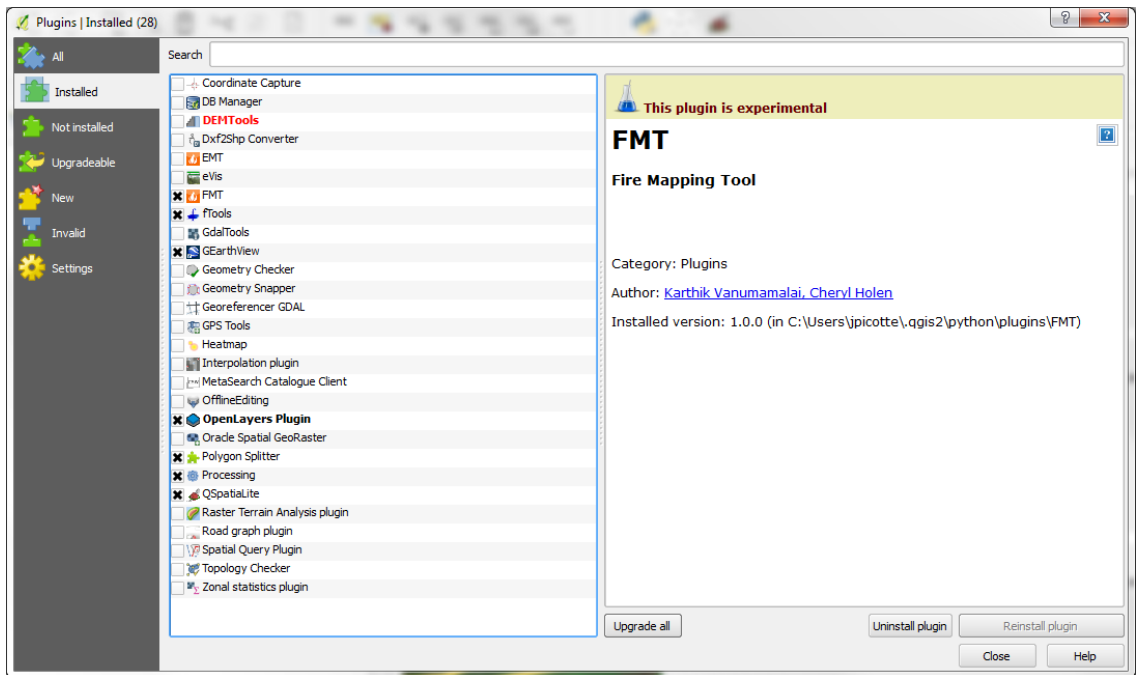 Plugins | Installed (28)
All
Installed
Not installed
Upgradeable
New
Invalid
Settings
Search
Coordinate Capture
DB Manager
DEMTools
Dxf2Shp Converter
EMT
eVis
FMT
fTools
GdalTools
GEarthView
Geometry Checker
Geometry Snapper
Georeferencer GDAL
GPS Tools
Heatmap
Interpolation plugin
MetaSearch Catalogue Client
OfflineEditing
OpenLayers Plugin
Oracle Spatial GeoRaster
Polygon Splitter
Processing
QSpatiaLite
Raster Terrain Analysis plugin
Road graph plugin
Spatial Query Plugin
Topology Checker
Zonal statistics plugin
This plugin is experimental
FMT
Fire Mapping Tool
Category: Plugins
Author: Karthik Vanumamalai, Cheryl Holen
Installed version: 1.0.0 (in C:\Users\jpicotte\.qgis2\python\plugins\FMT)
Upgrade all
Uninstall plugin
Reinstall plugin
Close
Help